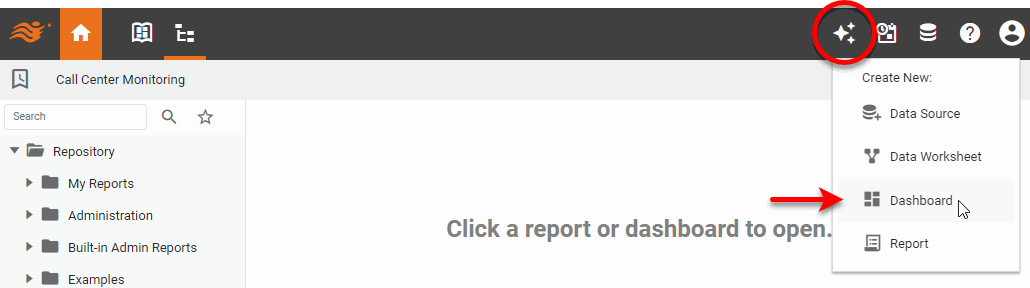 Call Center Monitoring
Create New:
Search
Data Source
Repository
Data Worksheet
My Reports
Dashboard
Administration
Click a report or dashboard to open.
Built-in Admin Reports
Report
Examples